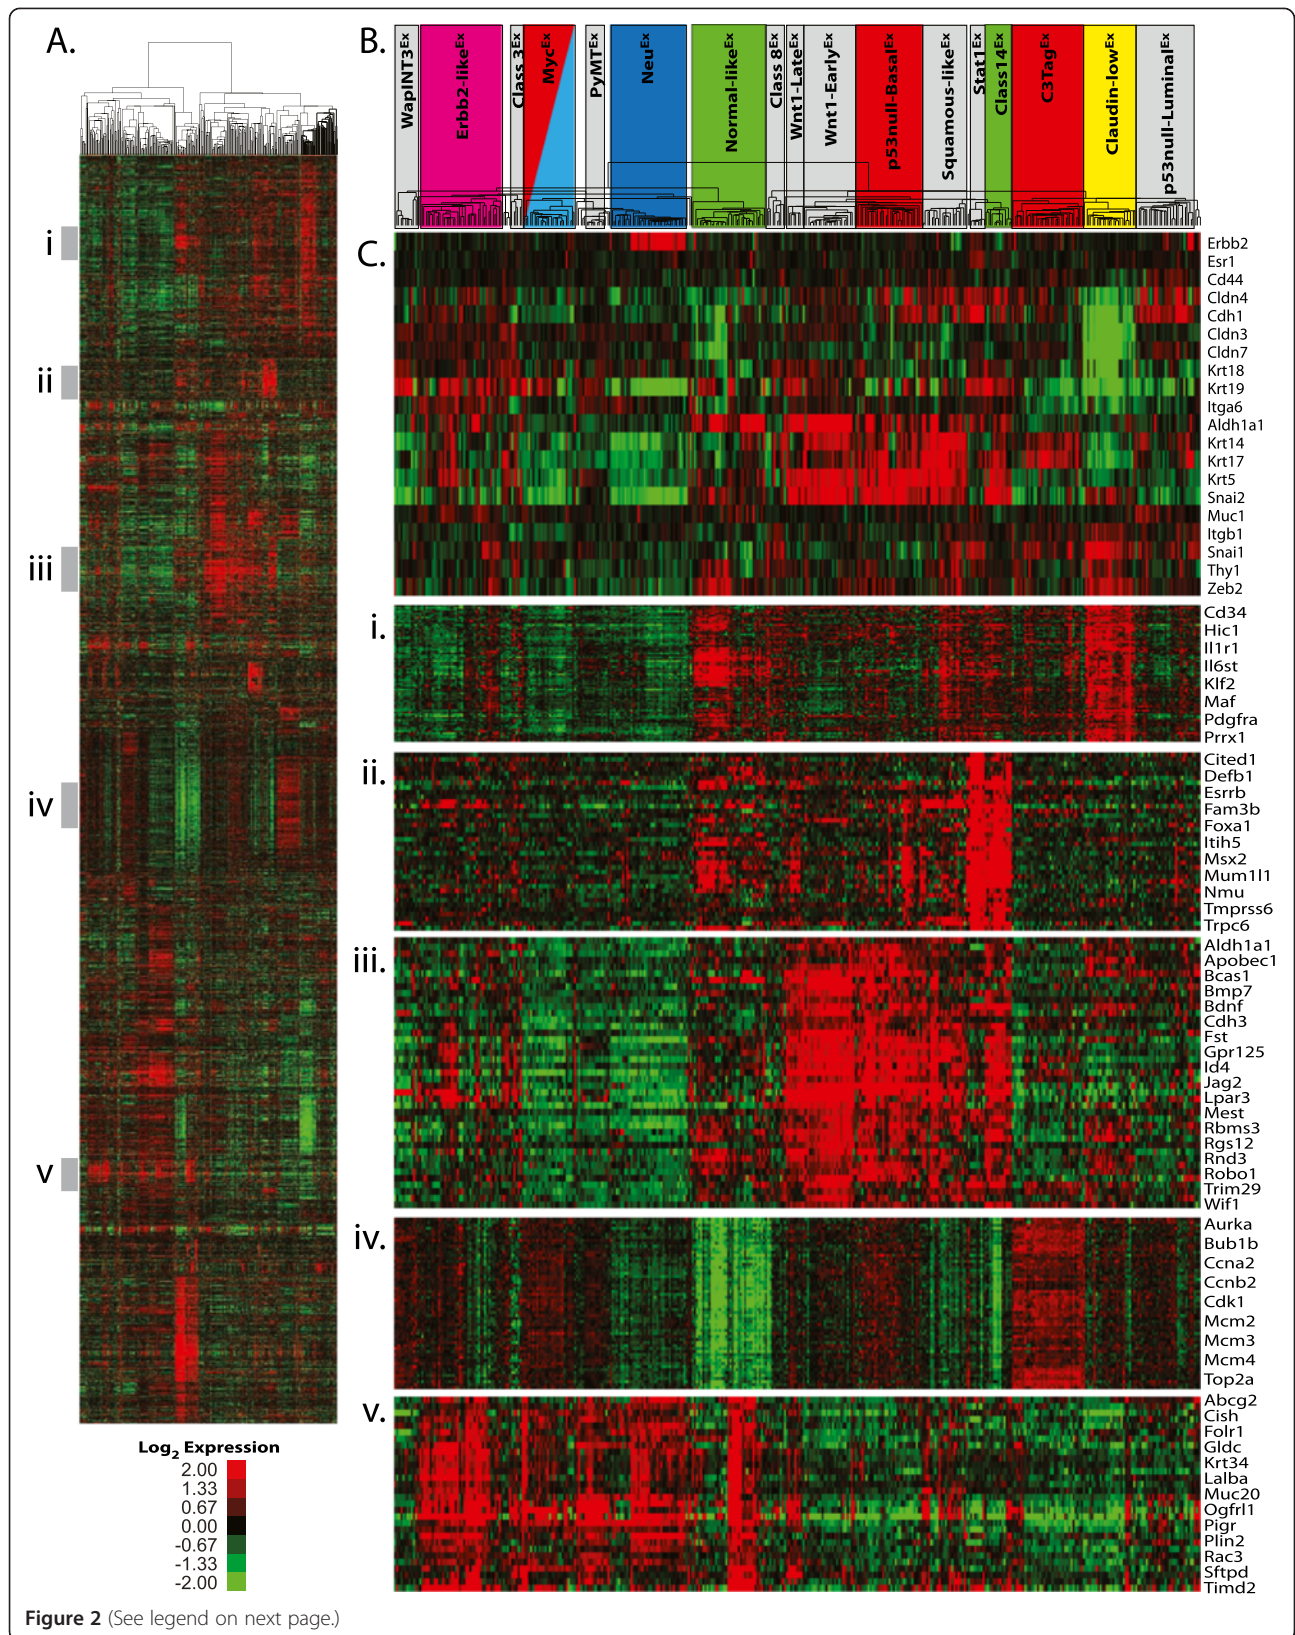 A.
B.
WapINT3Ex
Erbb2-likeEx
Class 3Ex
MycEx
PyMTEx
NeuEx
Normal-likeEx
Class 8Ex
Wnt1-LateEx
Wnt1-EarlyEx
p53null-BasalEx
Squamous-likeEx
Stat1Ex
Class14Ex
C3TagEx
Claudin-lowEx
p53null-LuminalEx
i
ii
iii
iv
v
Log2 Expression
2.00
1.33
0.67
0.00
-0.67
-1.33
-2.00
C.
Erbb2
Esr1
Cd44
Cldn4
Cdh1
Cldn3
Cldn7
Krt18
Krt19
Itga6
Aldh1a1
Krt14
Krt17
Krt5
Snai2
Muc1
Itgb1
Snai1
Thy1
Zeb2
i.
Cd34
Hic1
Il1r1
Il6st
Klf2
Maf
Pdgfra
Prrx1
ii.
Cited1
Defb1
Esrrb
Fam3b
Foxa1
Itih5
Msx2
Mum1l1
Nmu
Tmprss6
Trpc6
iii.
Aldh1a1
Apobec1
Bcas1
Bmp7
Bdnf
Cdh3
Fst
Gpr125
Id4
Jag2
Lpar3
Mest
Rbms3
Rgs12
Rnd3
Robo1
Trim29
Wif1
iv.
Aurka
Bub1b
Ccna2
Ccnb2
Cdk1
Mcm2
Mcm3
Mcm4
Top2a
v.
Abcg2
Cish
Folr1
Gldc
Krt34
Lalba
Muc20
Ogfrl1
Pigr
Plin2
Rac3
Sftpd
Timd2
Figure 2 (See legend on next page.)